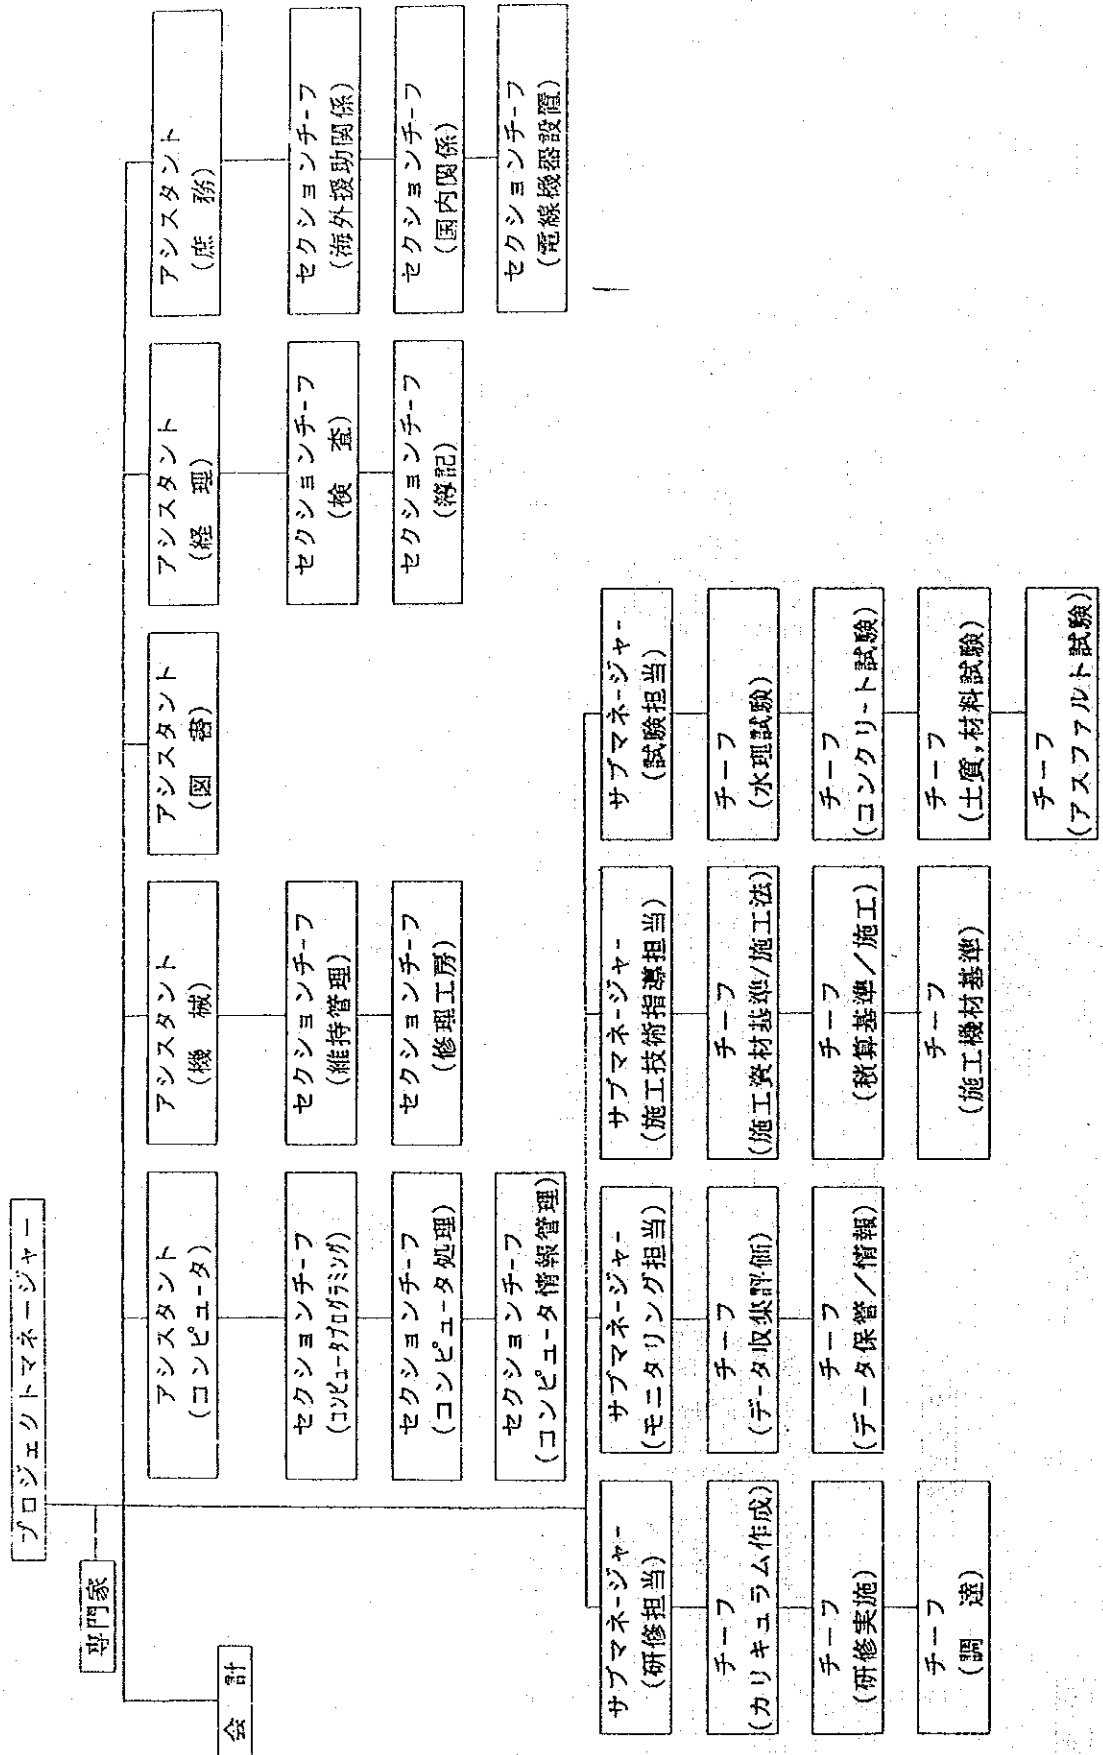 プロジェクトマネージャー
専門家
会 計
アシスタント
(コンピュータ)
アシスタント
(機 械)
アシスタント
(図 書)
アシスタント
(経 理)
アシスタント
(庶 務)
セクションチーフ
(コンピュータプログラミング)
セクションチーフ
(維持管理)
セクションチーフ
(検 査)
セクションチーフ
(海外援助関係)
セクションチーフ
(コンピュータ処理)
セクションチーフ
(修理工房)
セクションチーフ
(簿記)
セクションチーフ
(国内関係)
セクションチーフ
(コンピュータ情報管理)
セクションチーフ
(電線機器設置)
サブマネージャー
(研修担当)
サブマネージャー
(モニタリング担当)
サブマネージャー
(施工技術指導担当)
サブマネージャー
(試験担当)
チーフ
(カリキュラム作成)
チーフ
(データ収集評価)
チーフ
(施工資材基準/施工法)
チーフ
(水理試験)
チーフ
(研修実施)
チーフ
(データ保管/情報)
チーフ
(積算基準/施工)
チーフ
(コンクリート試験)
チーフ
(調 達)
チーフ
(施工機材基準)
チーフ
(土質,材料試験)
チーフ
(アスファルト試験)